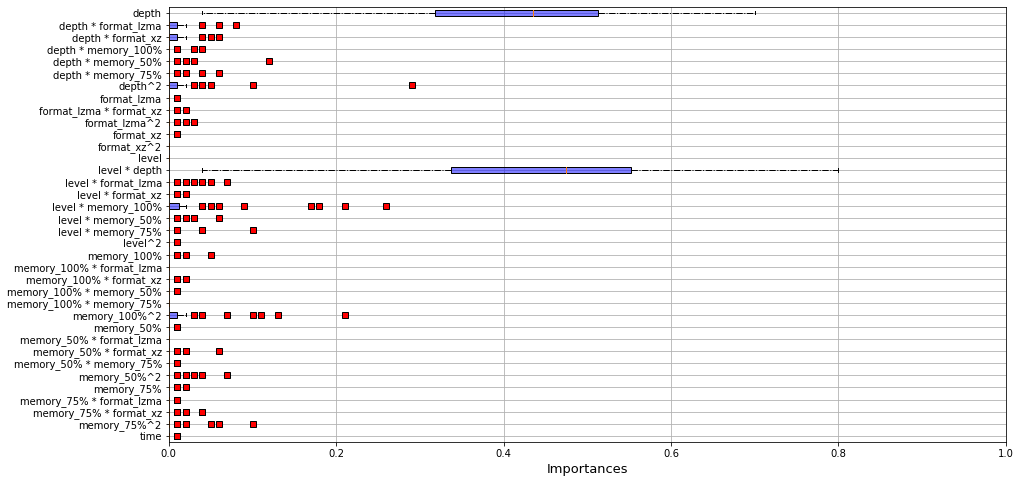 depth
depth * format_lzma
depth * format_xz
depth * memory_100%
depth * memory_50%
depth * memory_75%
depth^2
format_lzma
format_lzma * format_xz
format_lzma^2
format_xz
format_xz^2
level
level * depth
level * format_lzma
level * format_xz
level * memory_100%
level * memory_50%
level * memory_75%
level^2
memory_100%
memory_100% * format_lzma
memory_100% * format_xz
memory_100% * memory_50%
memory_100% * memory_75%
memory_100%^2
memory_50%
memory_50% * format_lzma
memory_50% * format_xz
memory_50% * memory_75%
memory_50%^2
memory_75%
memory_75% * format_lzma
memory_75% * format_xz
memory_75%^2
time
0.0 0.2 0.4 0.6 0.8 1.0
Importances